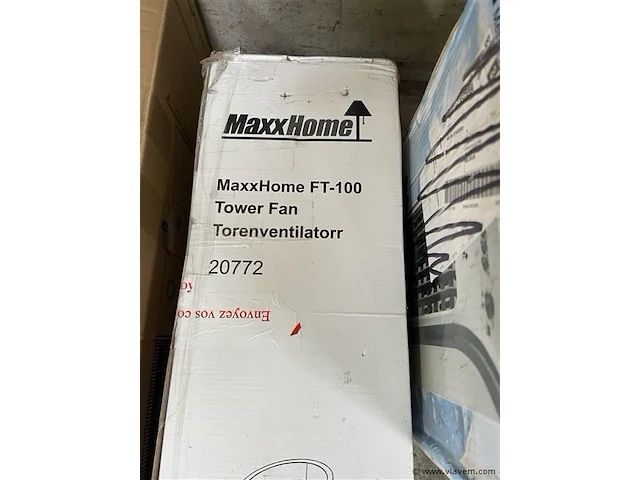 MaxxHome
MaxxHome FT-100
Tower Fan
Torenventilatorr
20772
Envoyez vos co
© www.vlavem.com